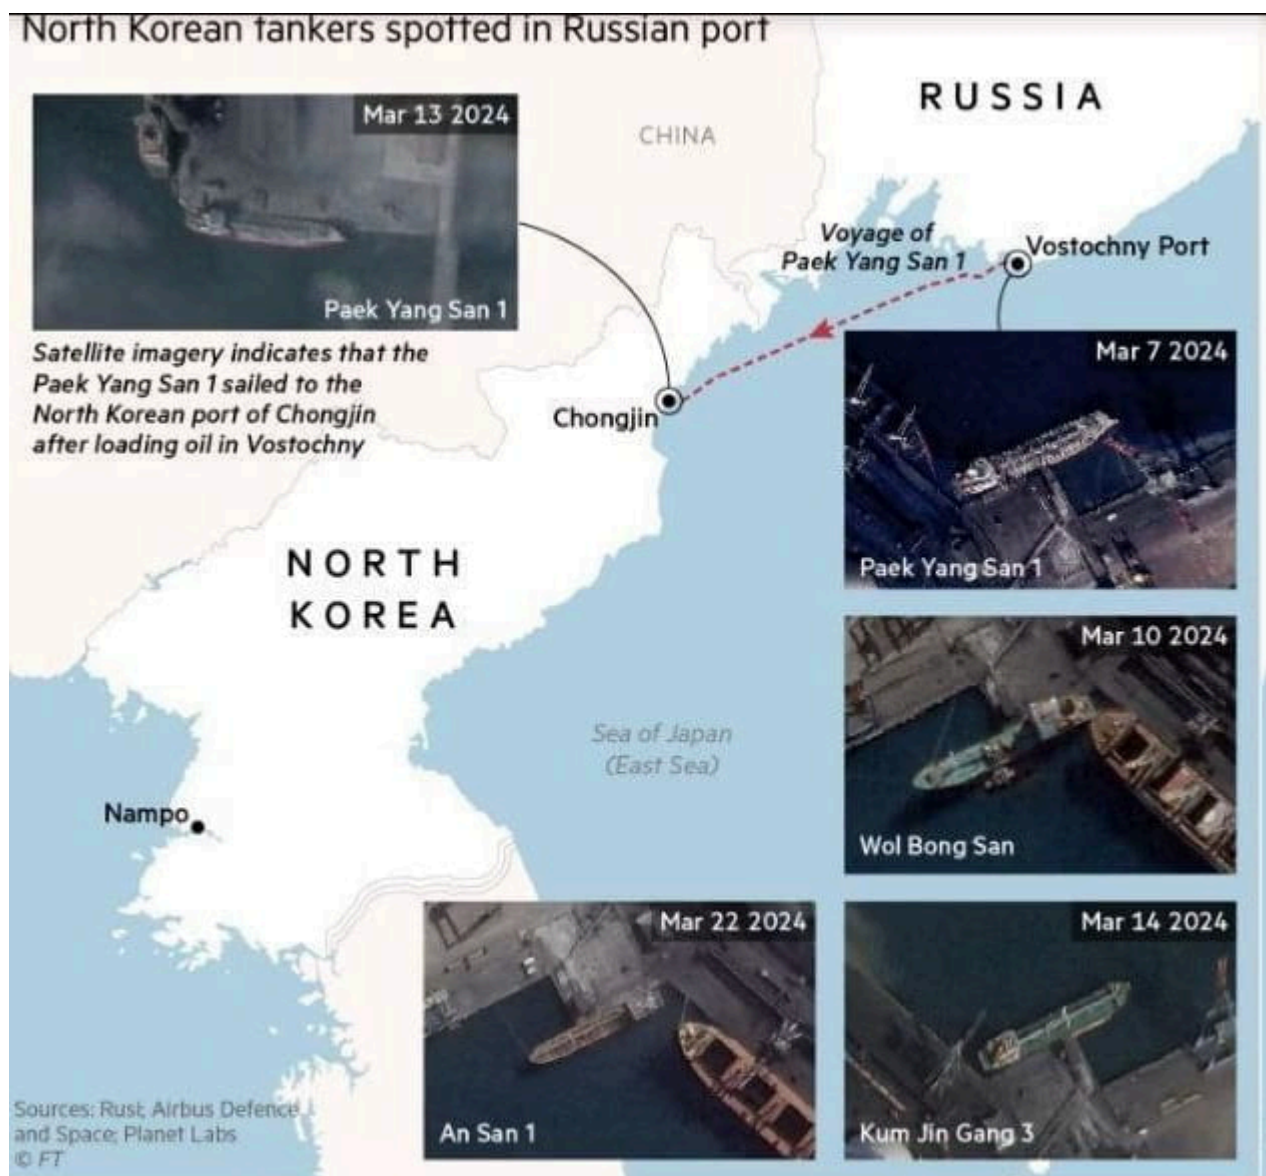 North Korean tankers spotted in Russian port
Mar 13 2024
Paek Yang San 1
Satellite imagery indicates that the
Paek Yang San 1 sailed to the
North Korean port of Chongjin
after loading oil in Vostochny
CHINA
RUSSIA
Voyage of
Paek Yang San 1
Vostochny Port
Chongjin
Mar 7 2024
Paek Yang San 1
NORTH
KOREA
Mar 10 2024
Wol Bong San
Sea of Japan
(East Sea)
Nampo
Mar 22 2024
An San 1
Mar 14 2024
Kum Jin Gang 3
Sources: Rusi; Airbus Defence
and Space; Planet Labs
© FT